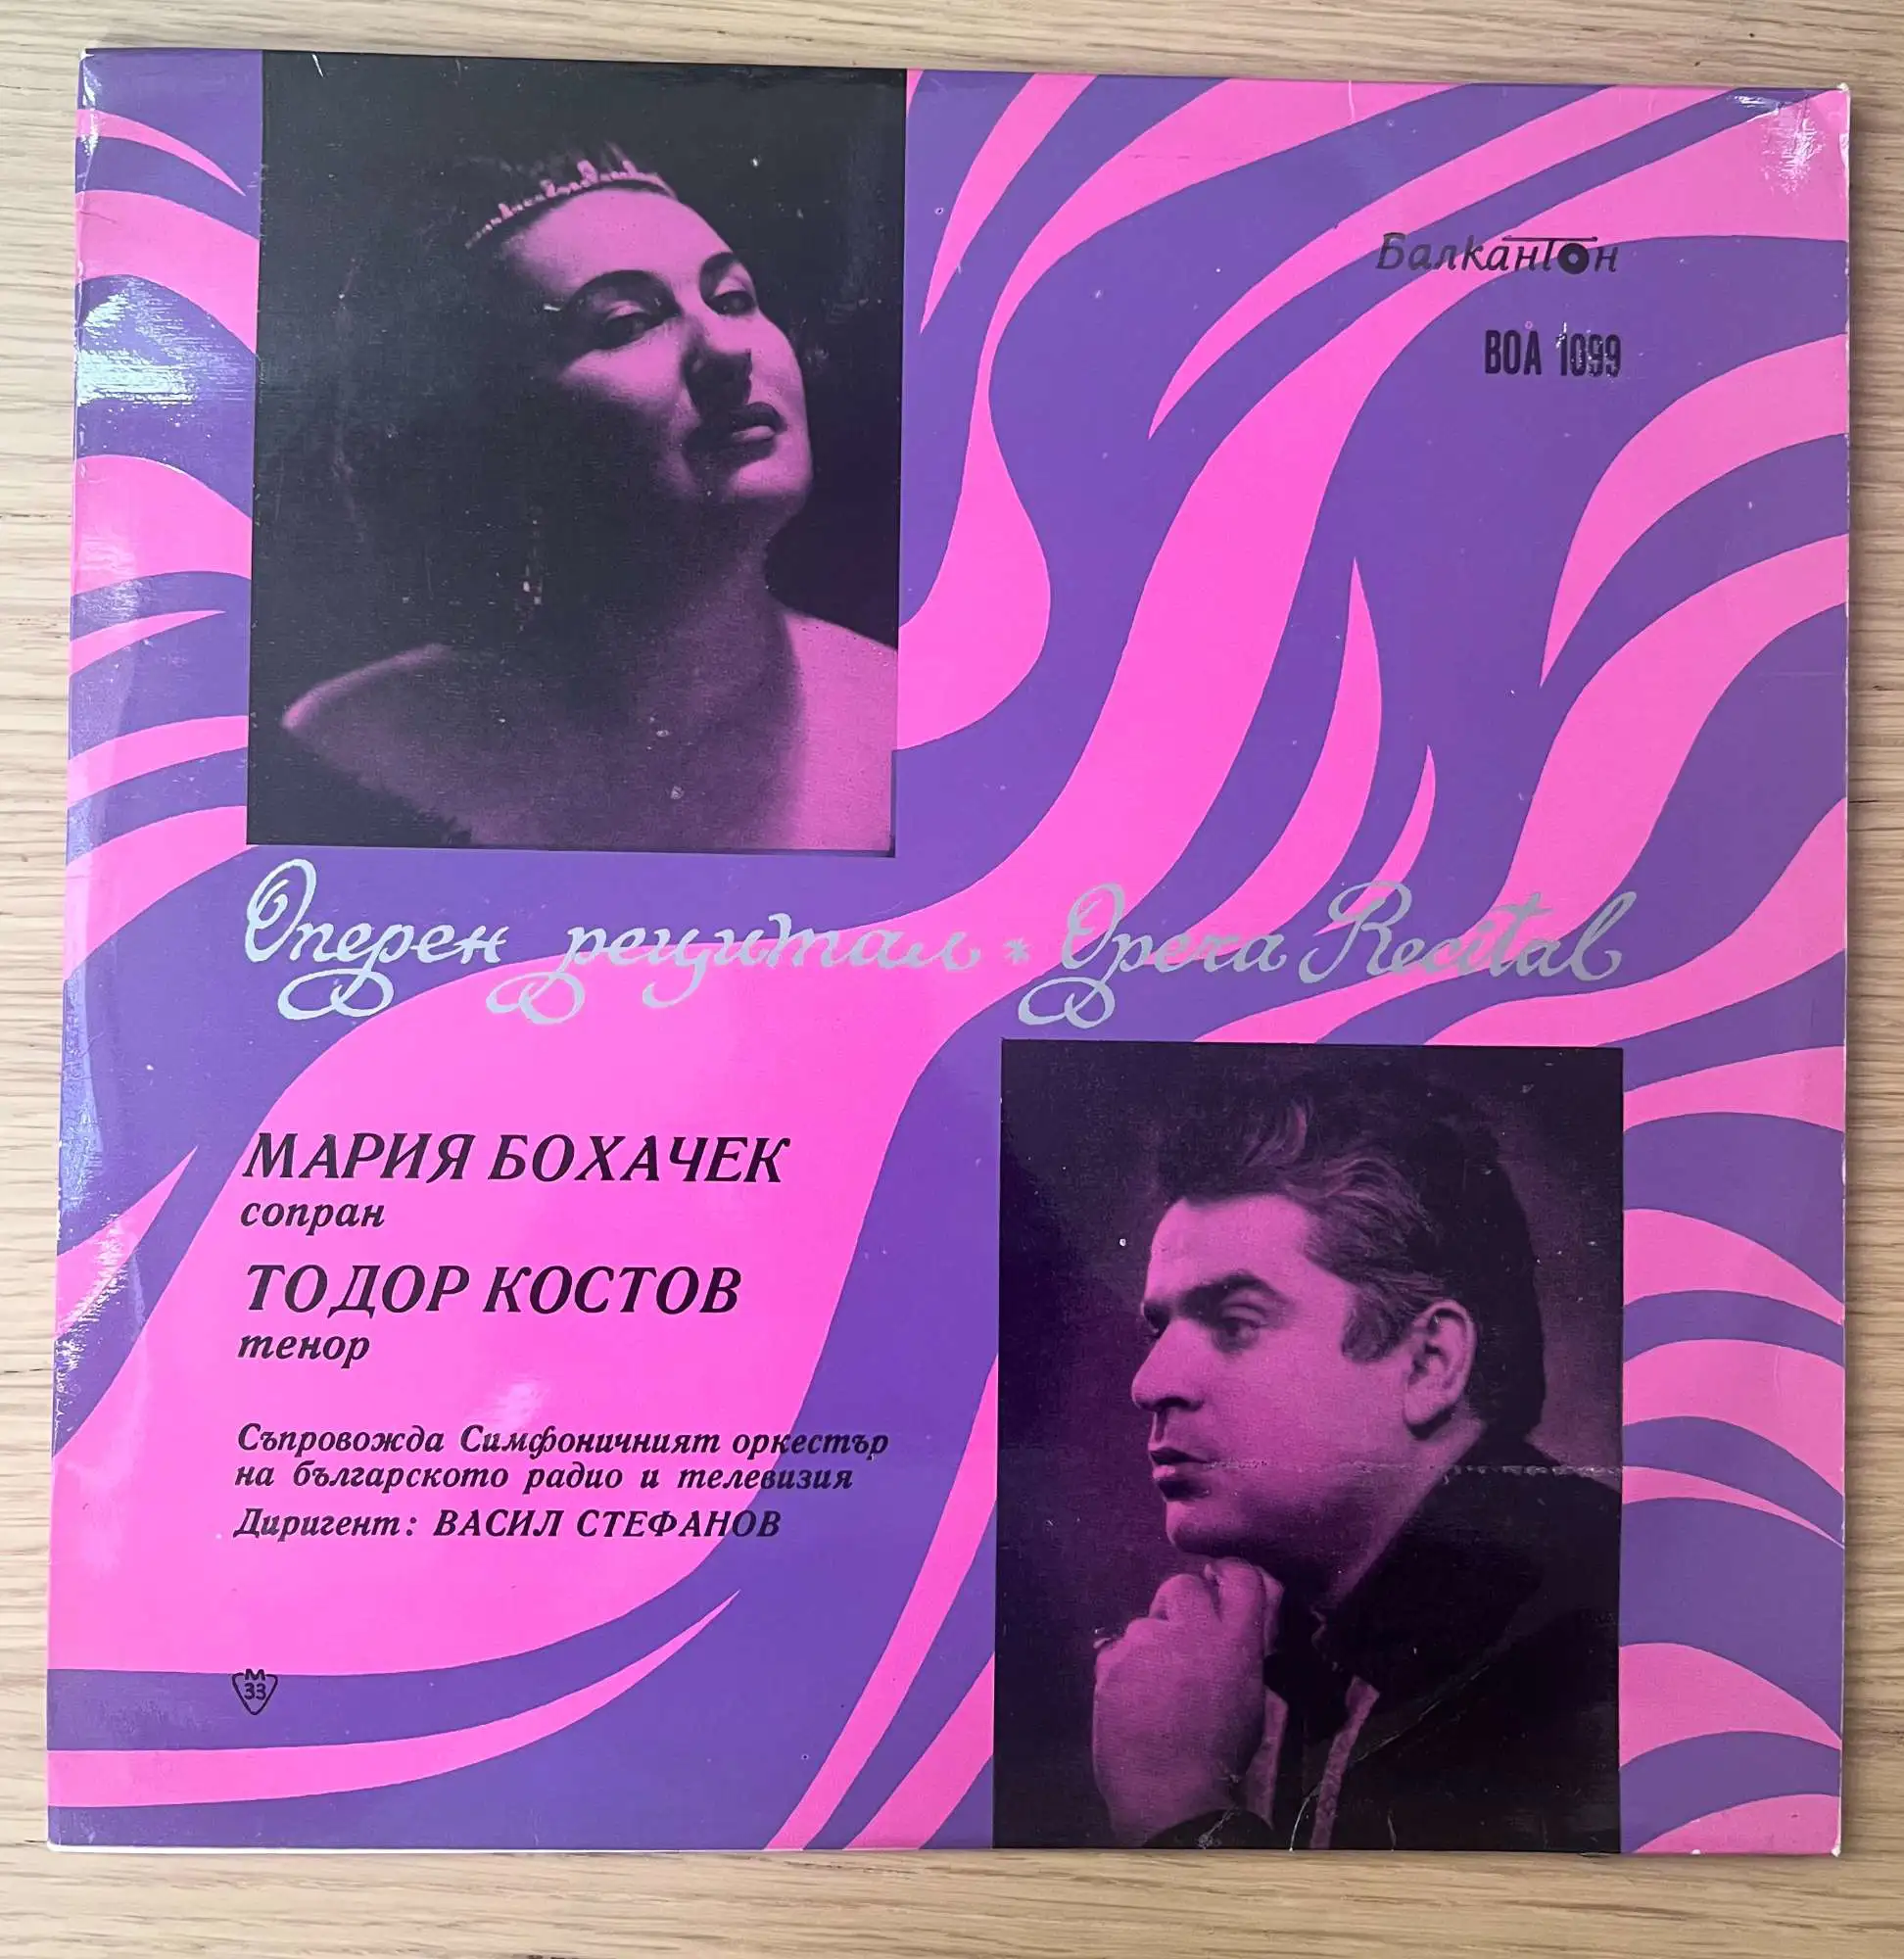 Балкантон
ВОА 1099
Оперен рецитал * Opera Recital
МАРИЯ БОХАЧЕК
сопран
ТОДОР КОСТОВ
тенор
Съпровожда Симфоничният оркестър
на българското радио и телевизия
Диригент: ВАСИЛ СТЕФАНОВ
М
33